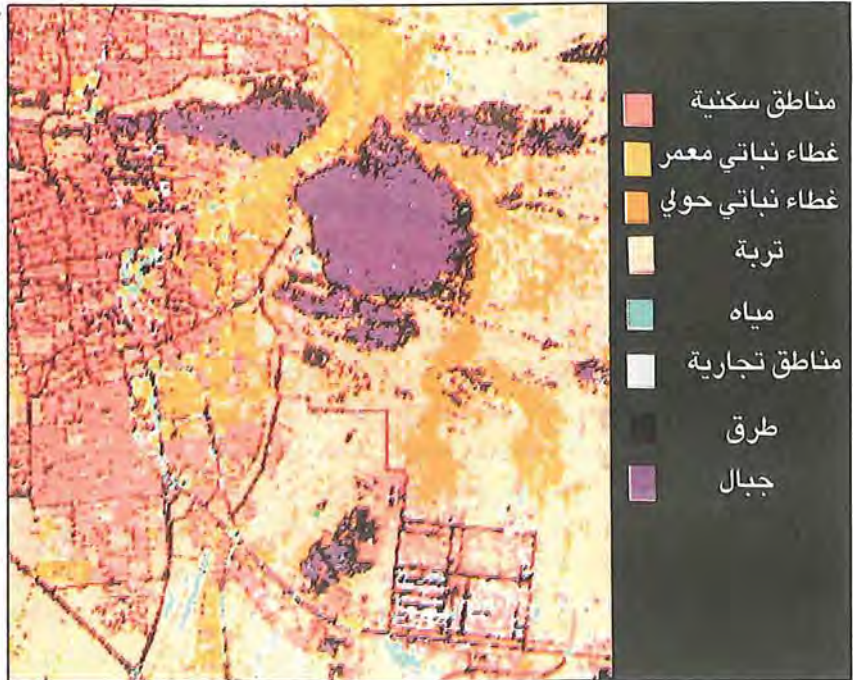 مناطق سكنية
غطاء نباتي معمر
غطاء نباتي حولي
تربة
مياه
مناطق تجارية
طرق
جبال